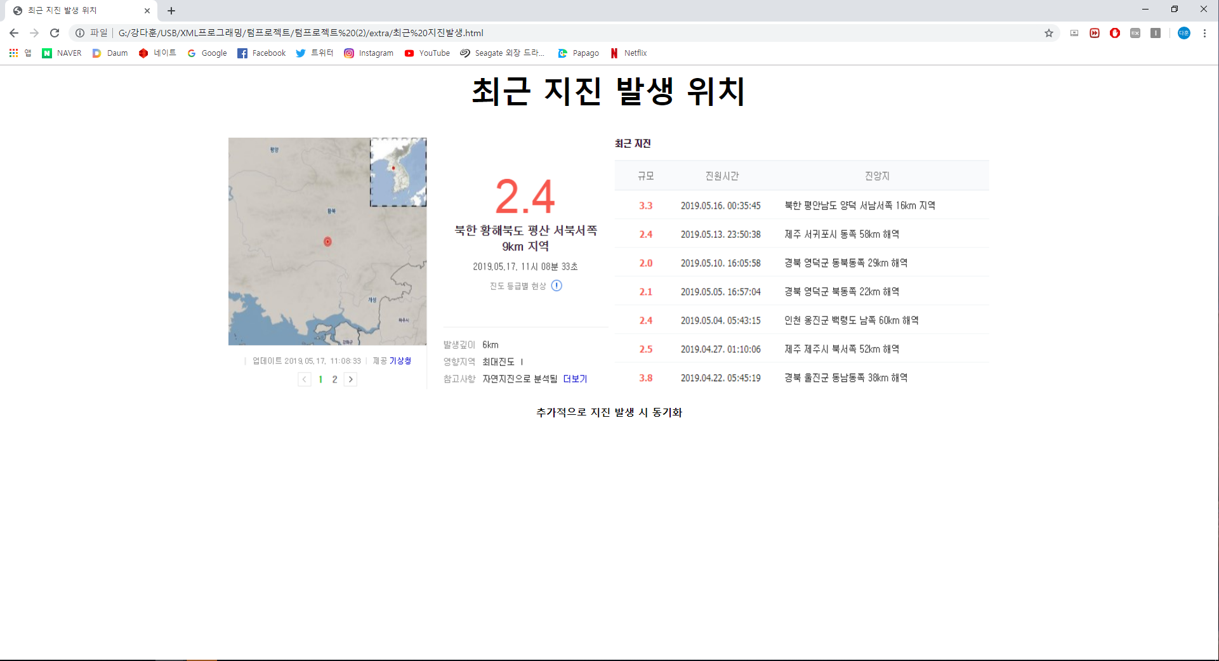 최근 지진 발생 위치
파일 | G:/강다훈/USB/XML프로그래밍/텀프로젝트/텀프로젝트%20(2)/extra/최근%20지진발생.html
앱 NAVER Daum 네이트 Google Facebook 트위터 Instagram YouTube Seagate 외장 드라... Papago Netflix
최근 지진 발생 위치
2.4
북한 황해북도 평산 서북서쪽
9km 지역
2019.05.17. 11시 08분 33초
진도 등급별 현상
발생깊이 6km
영향지역 최대진도 I
참고사항 자연지진으로 분석됨 더보기
업데이트 2019.05.17. 11:08:33 | 제공 기상청
1 2
최근 지진
규모 진원시간 진앙지
3.3 2019.05.16. 00:35:45 북한 평안남도 양덕 서남서쪽 16km 지역
2.4 2019.05.13. 23:50:38 제주 서귀포시 동쪽 58km 해역
2.0 2019.05.10. 16:05:58 경북 영덕군 동북동쪽 29km 해역
2.1 2019.05.05. 16:57:04 경북 영덕군 북동쪽 22km 해역
2.4 2019.05.04. 05:43:15 인천 옹진군 백령도 남쪽 60km 해역
2.5 2019.04.27. 01:10:06 제주 제주시 북서쪽 52km 해역
3.8 2019.04.22. 05:45:19 경북 울진군 동남동쪽 38km 해역
추가적으로 지진 발생 시 동기화